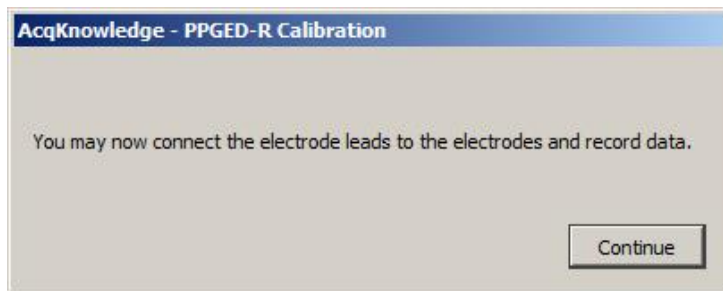 AcqKnowledge - PPGED-R Calibration
You may now connect the electrode leads to the electrodes and record data.
Continue